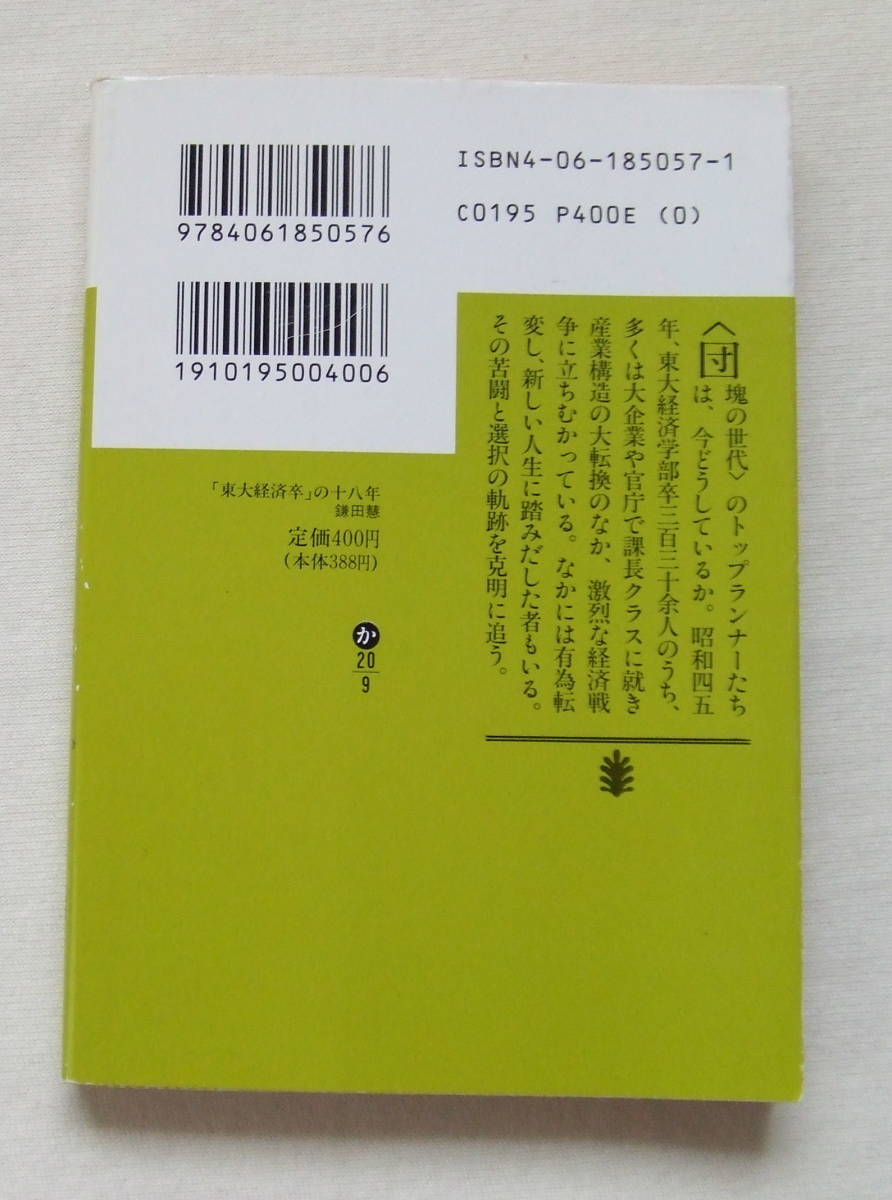 ISBN4-06-185057-1
C0195 P400E (0)
9784061850576
1910195004006
〈団塊の世代〉のトップランナーたち
は、今どうしているか。昭和四五
年、東大経済学部卒三百三十余人のうち、
多くは大企業や官庁で課長クラスに就き
産業構造の大転換のなか、激烈な経済戦
争に立ちむかっている。なかには有為転
変し、新しい人生に踏みだした者もいる。
その苦闘と選択の軌跡を克明に追う。
「東大経済卒」の十八年
鎌田慧
定価400円
(本体388円)
か
20
9